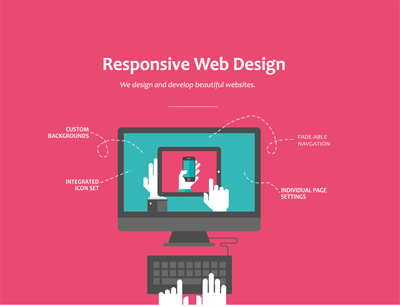 Responsive Web Design
We design and develop beautiful websites.
CUSTOM
BACKGROUNDS
FADE-ABLE
NAVGATION
INTEGRATED
ICON SET
INDIVIDUAL PAGE
SETTINGS